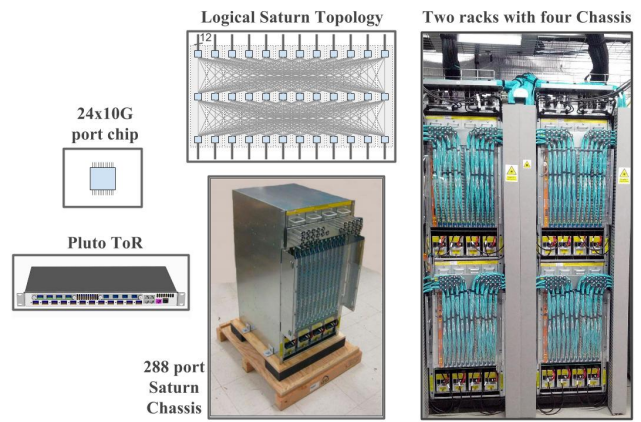 Logical Saturn Topology
Two racks with four Chassis
12
24x10G
port chip
Pluto ToR
288 port
Saturn
Chassis